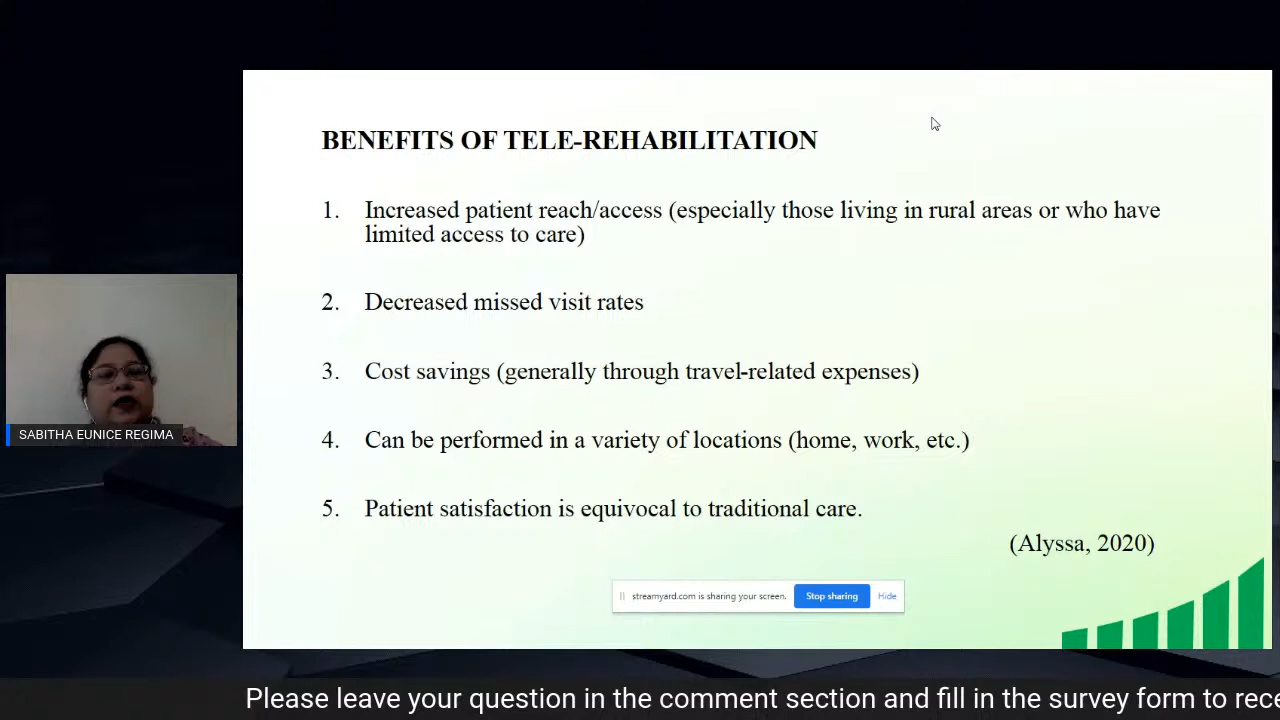 BENEFITS OF TELE-REHABILITATION
1. Increased patient reach/access (especially those living in rural areas or who have
limited access to care)
2. Decreased missed visit rates
3. Cost savings (generally through travel-related expenses)
4. Can be performed in a variety of locations (home, work, etc.)
5. Patient satisfaction is equivocal to traditional care.
(Alyssa, 2020)
SABITHA EUNICE REGIMA
streamyard.com is sharing your screen. Stop sharing Hide
Please leave your question in the comment section and fill in the survey form to rece